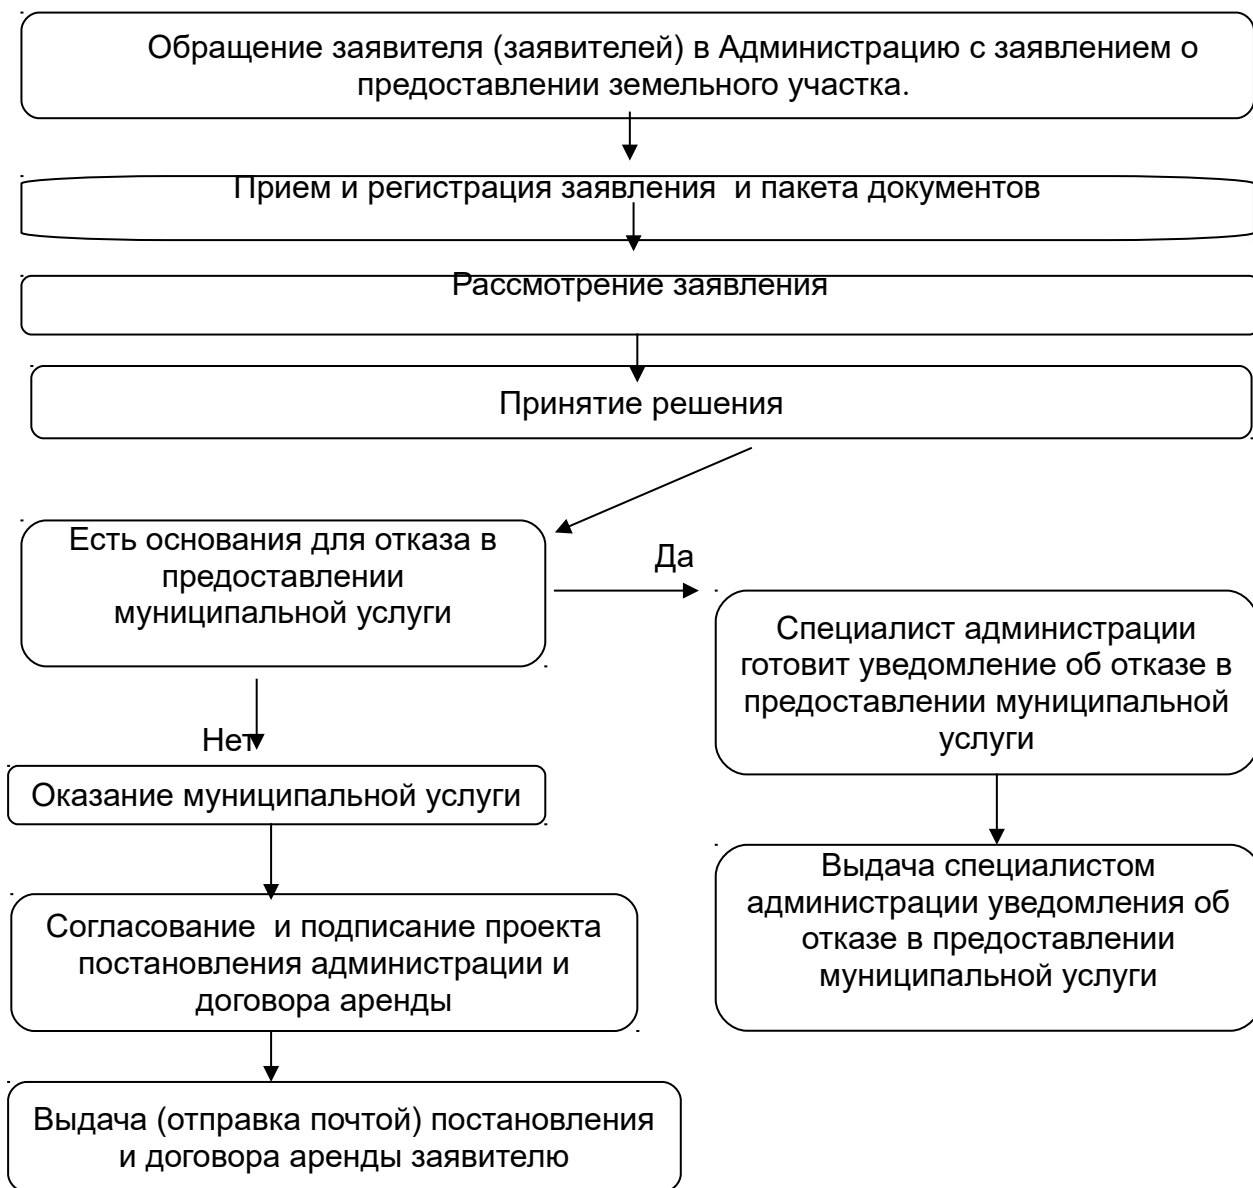 Обращение заявителя (заявителей) в Администрацию с заявлением о
предоставлении земельного участка.
Прием и регистрация заявления и пакета документов
Рассмотрение заявления
Принятие решения
Есть основания для отказа в
предоставлении
муниципальной услуги
Да
Специалист администрации
готовит уведомление об отказе в
предоставлении муниципальной
услуги
Нет
Оказание муниципальной услуги
Выдача специалистом
администрации уведомления об
отказе в предоставлении
муниципальной услуги
Согласование и подписание проекта
постановления администрации и
договора аренды
Выдача (отправка почтой) постановления
и договора аренды заявителю